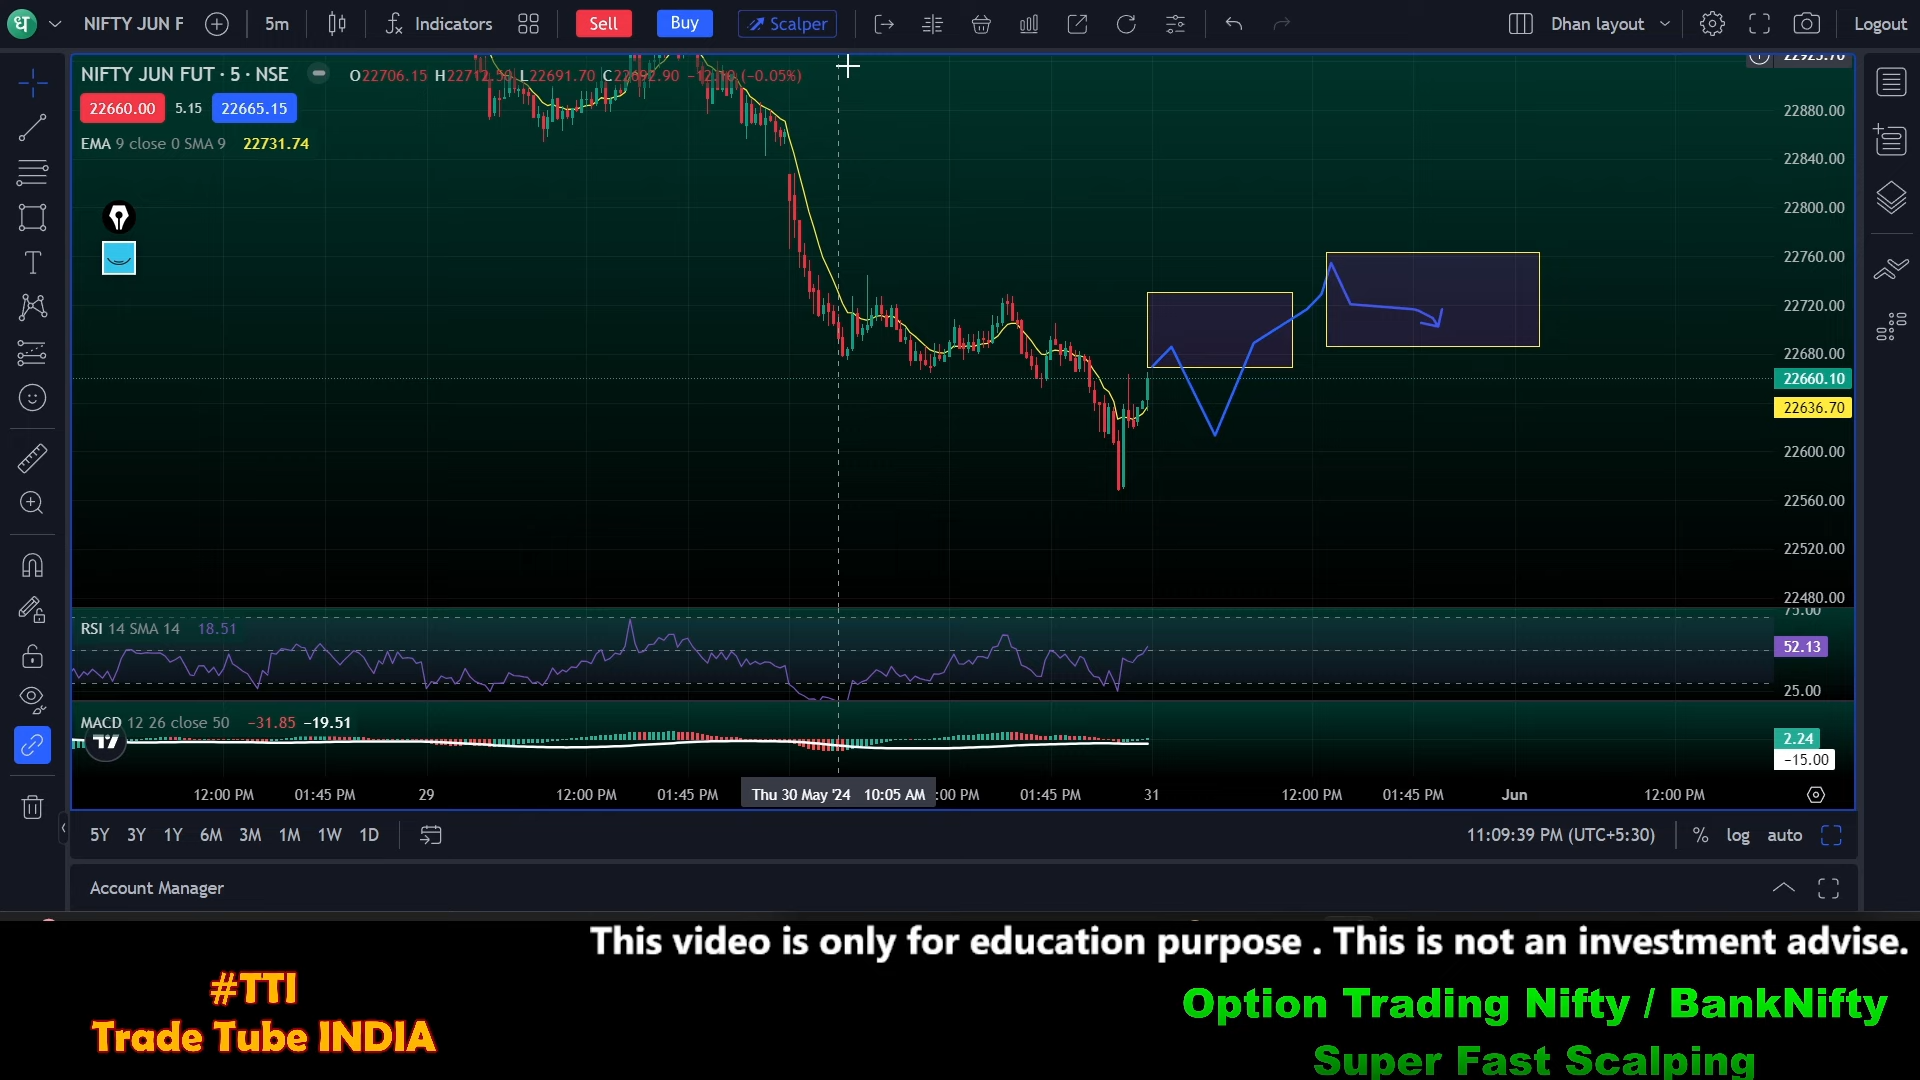 धा NIFTY JUN F 5m Indicators Sell Buy Scalper Dhan layout Logout
NIFTY JUN FUT · 5 · NSE O22706.15 L22691.70 −12.10 (−0.05%)
22660.00 5.15 22665.15
EMA 9 close 0 SMA 9 22731.74
22880.00
22840.00
22800.00
22760.00
22720.00
22680.00
22660.10
22636.70
22600.00
22560.00
22520.00
22480.00
75.00
RSI 14 SMA 14 18.51
52.13
25.00
MACD 12 26 close 50 −31.85 −19.51
2.24
−15.00
12:00 PM 01:45 PM 29 12:00 PM 01:45 PM Thu 30 May '24 10:05 AM :00 PM 01:45 PM 31 12:00 PM 01:45 PM Jun 12:00 PM
5Y 3Y 1Y 6M 3M 1M 1W 1D 11:09:39 PM (UTC+5:30) % log auto
Account Manager
This video is only for education purpose . This is not an investment advise.
#TTI
Trade Tube INDIA
Option Trading Nifty / BankNifty
Super Fast Scalping